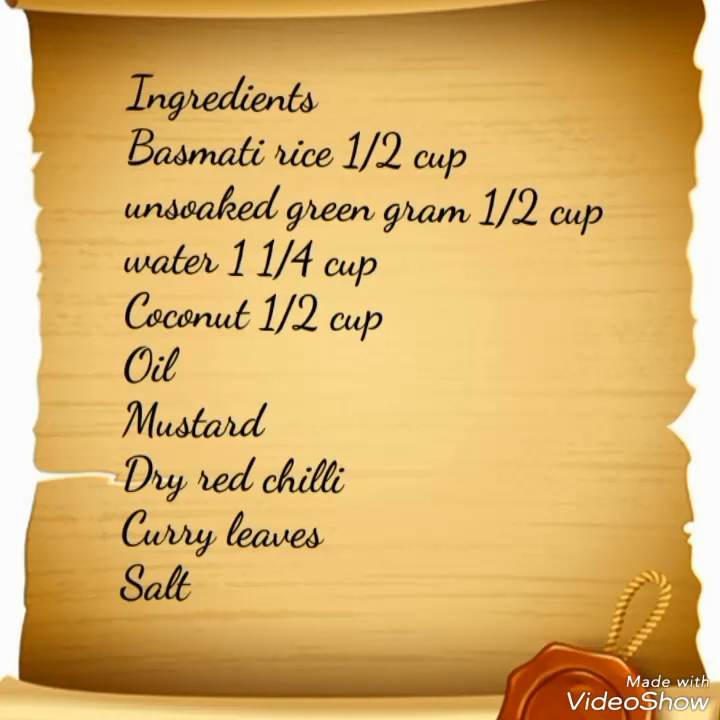 Ingredients
Basmati rice 1/2 cup
unsoaked green gram 1/2 cup
water 1 1/4 cup
Coconut 1/2 cup
Oil
Mustard
Dry red chilli
Curry leaves
Salt
Made with
VideoShow